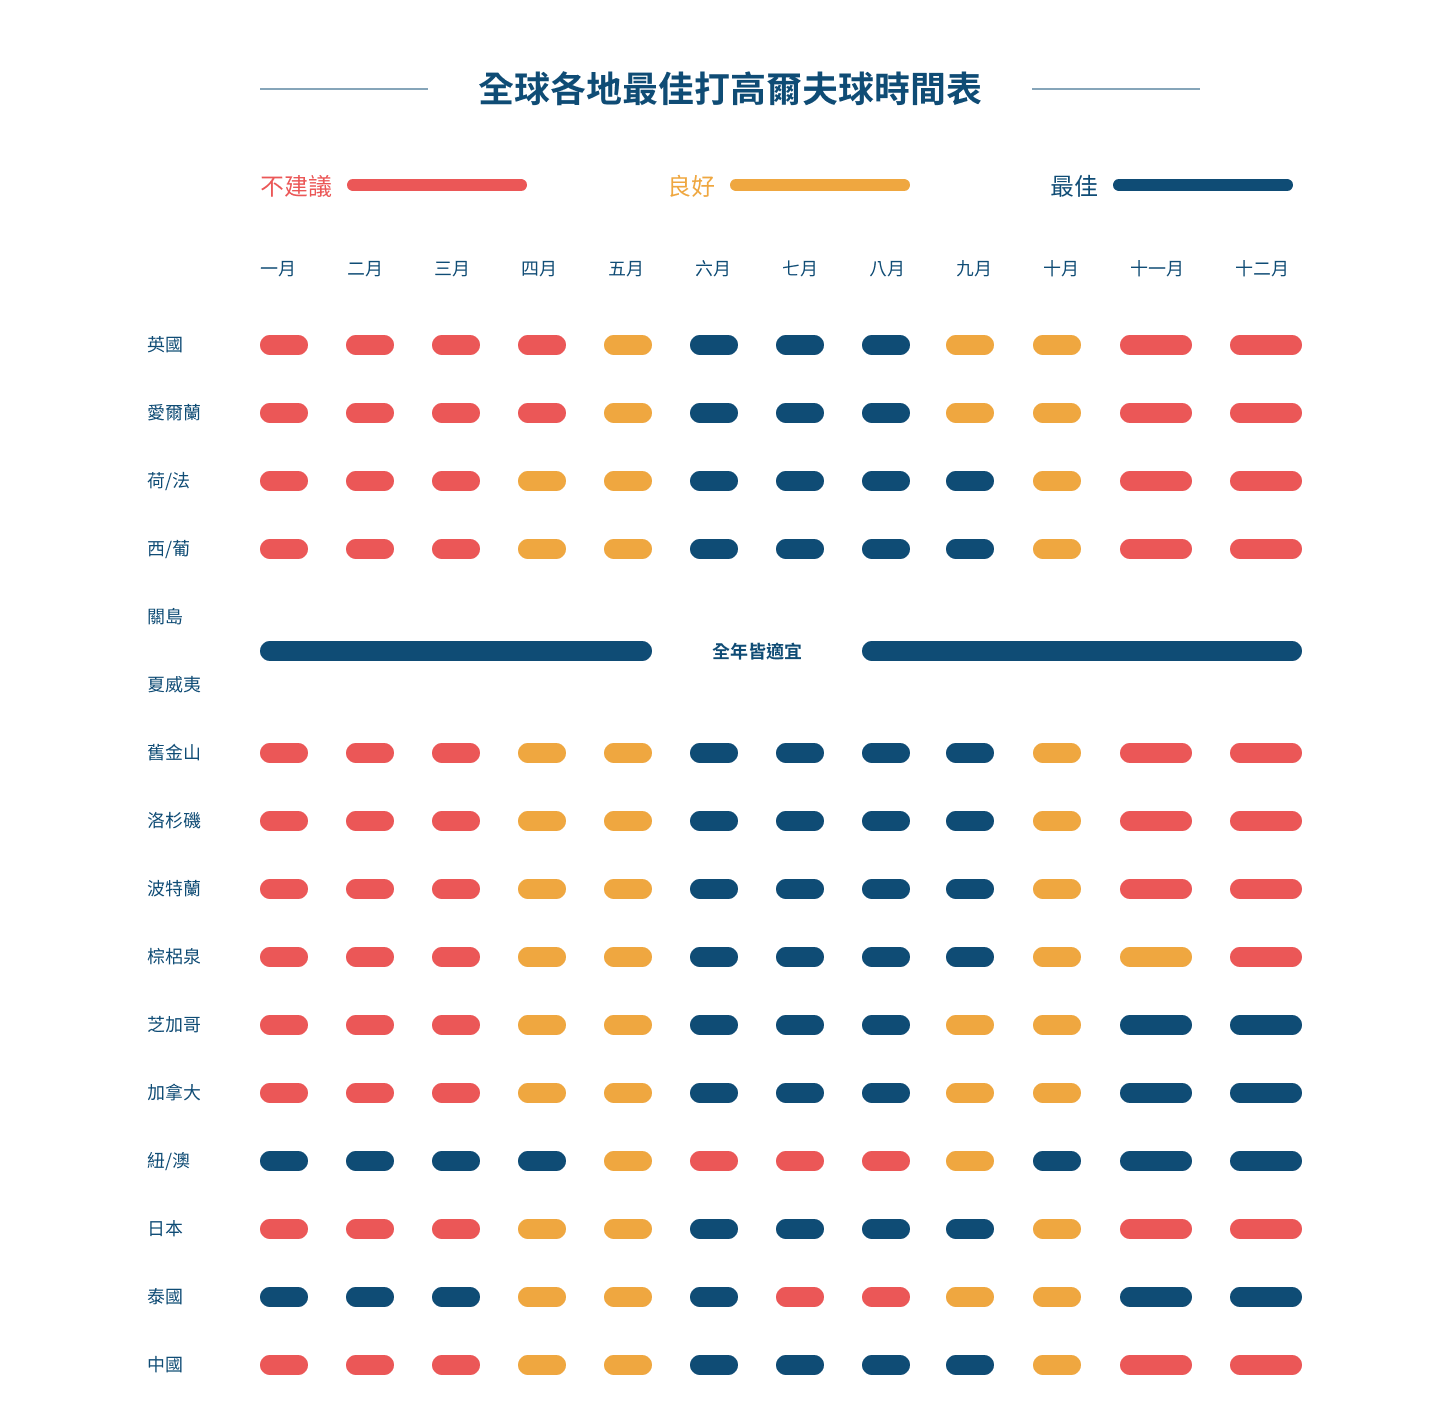 全球各地最佳打高爾夫球時間表
不建議 良好 最佳
一月 二月 三月 四月 五月 六月 七月 八月 九月 十月 十一月 十二月
英國
愛爾蘭
荷/法
西/葡
關島
全年皆適宜
夏威夷
舊金山
洛杉磯
波特蘭
棕梠泉
芝加哥
加拿大
紐/澳
日本
泰國
中國